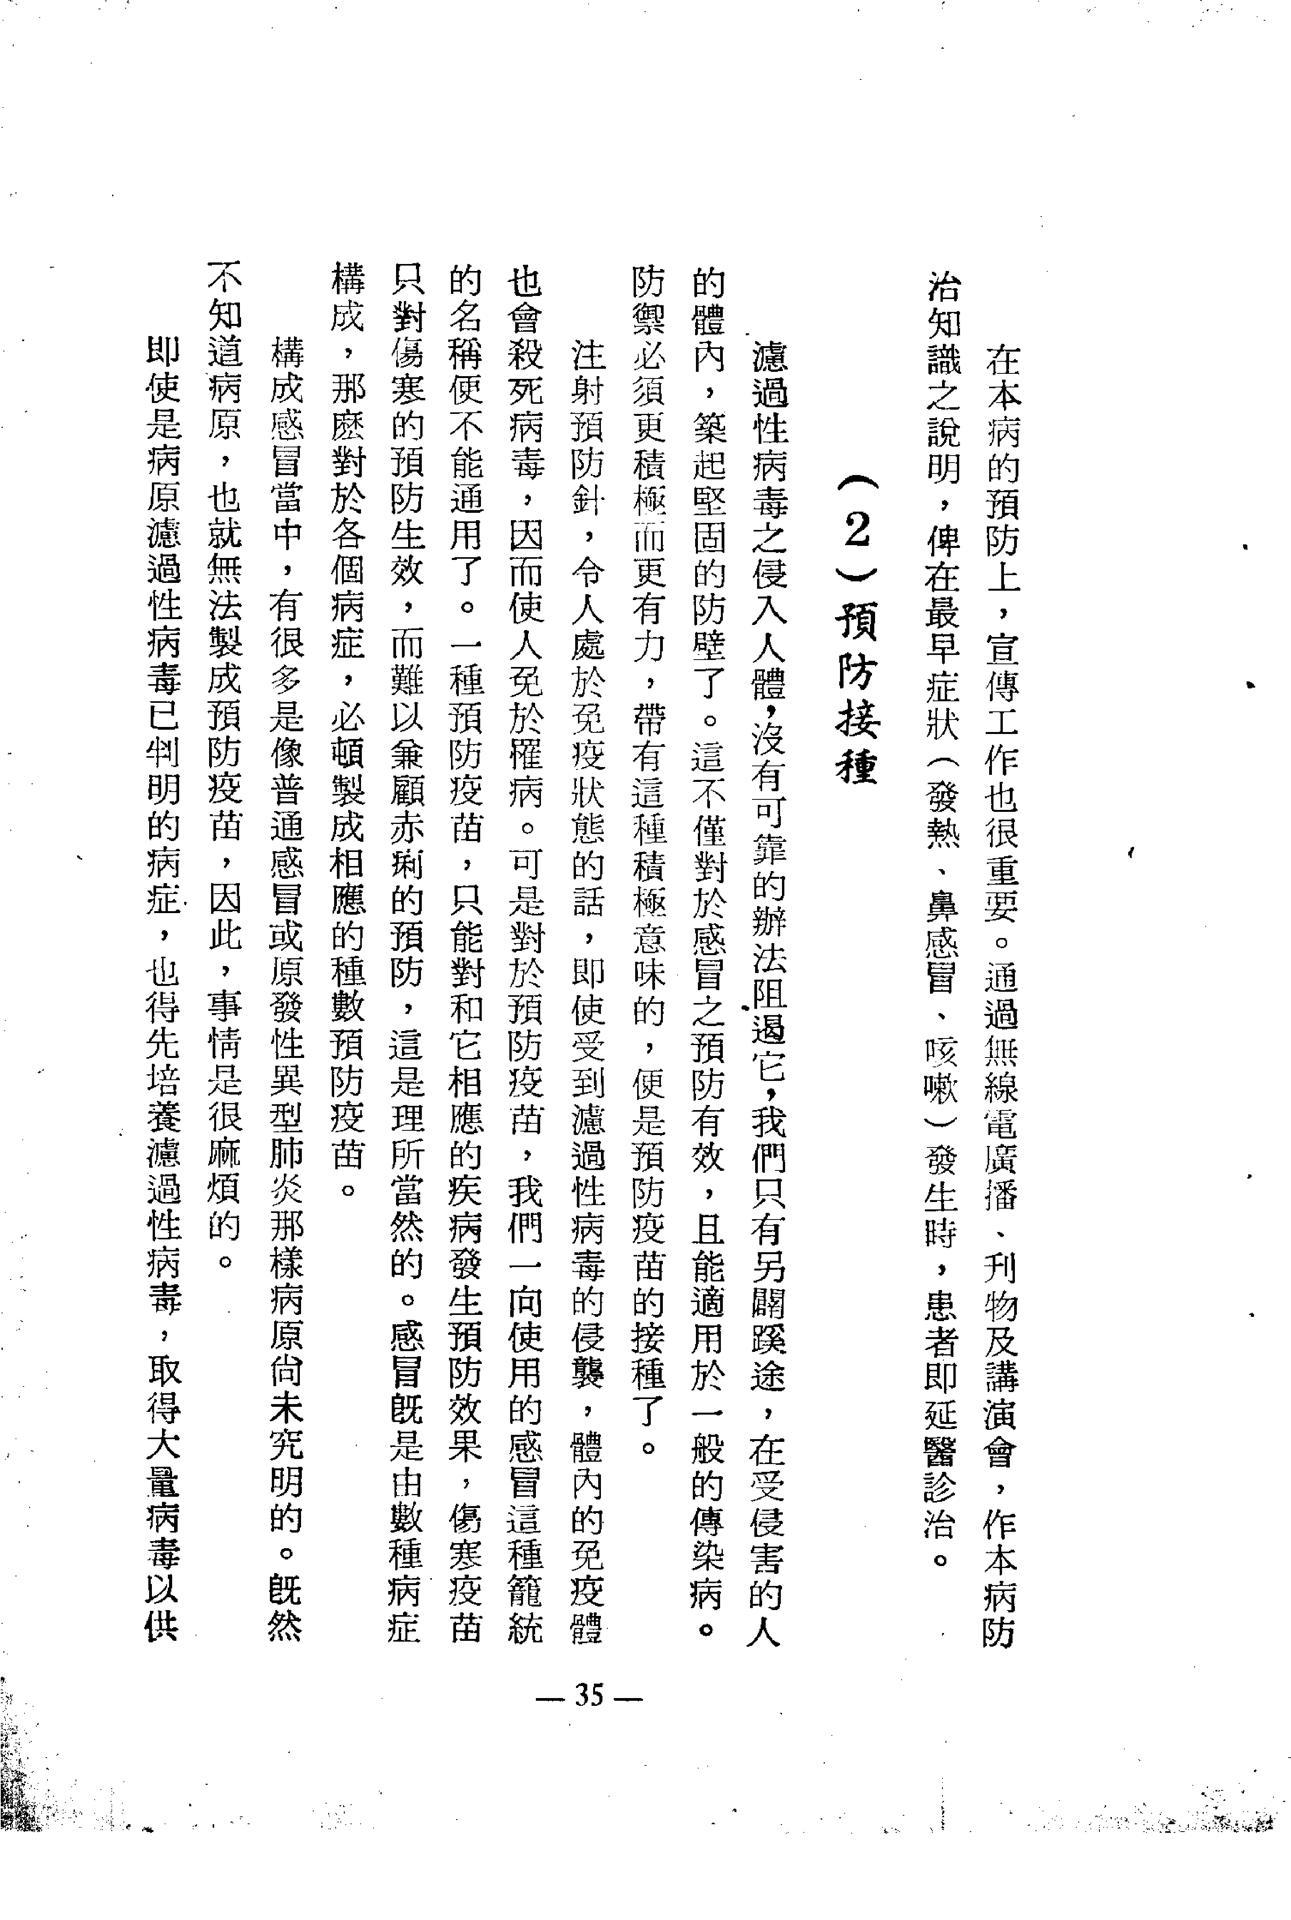 在本病的預防上，宣傳工作也很重要。通過無線電廣播、刋物及講演會，作本病防
治知識之說明，俾在最早症狀（發熱、鼻感冒、咳嗽）發生時，患者即延醫診治。
（2）預防接種
濾過性病毒之侵入人體，沒有可靠的辦法阻遏它，我們只有另闢蹊途，在受侵害的人
的體內，築起堅固的防壁了。這不僅對於感冒之預防有效，且能適用於一般的傳染病。
防禦必須更積極而更有力，帶有這種積極意味的，便是預防疫苗的接種了。
注射預防針，令人處於免疫狀態的話，即使受到濾過性病毒的侵襲，體內的免疫體
也會殺死病毒，因而使人免於罹病。可是對於預防疫苗，我們一向使用的感冒這種籠統
的名稱便不能通用了。一種預防疫苗，只能對和它相應的疾病發生預防效果，傷寒疫苗
只對傷寒的預防生效，而難以兼顧赤痢的預防，這是理所當然的。感冒旣是由數種病症
構成，那麽對於各個病症，必頓製成相應的種數預防疫苗。
構成感冒當中，有很多是像普通感冒或原發性異型肺炎那樣病原尙未究明的。旣然
不知道病原，也就無法製成預防疫苗，因此，事情是很麻煩的。
即使是病原濾過性病毒已判明的病症，也得先培養濾過性病毒，取得大量病毒以供
— 35 —